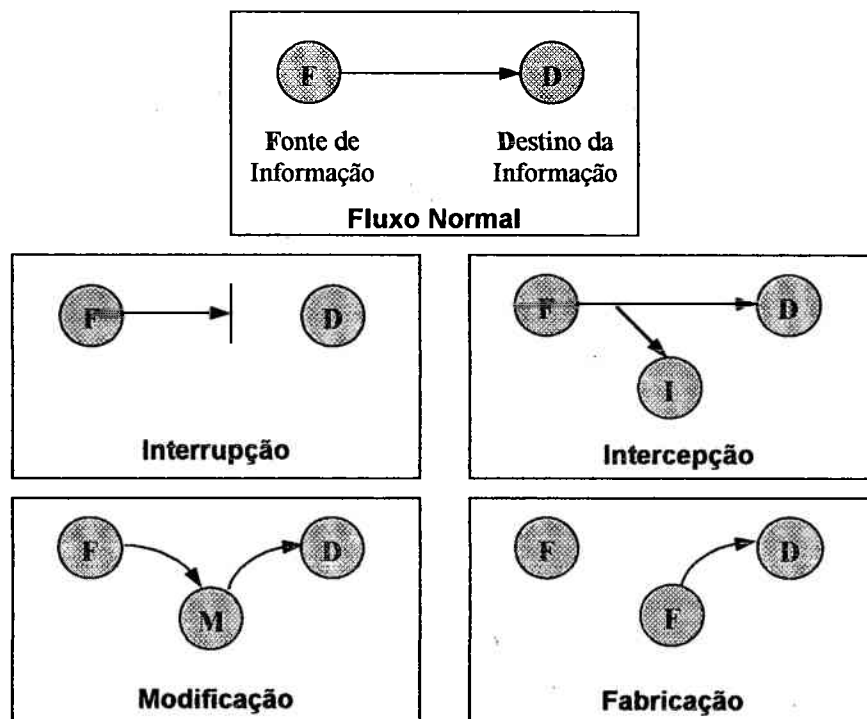 F D
Fonte de Destino da
Informação Informação
Fluxo Normal
F D
Interrupção
F D
I
Intercepção
F D
M
Modificação
F D
F
Fabricação